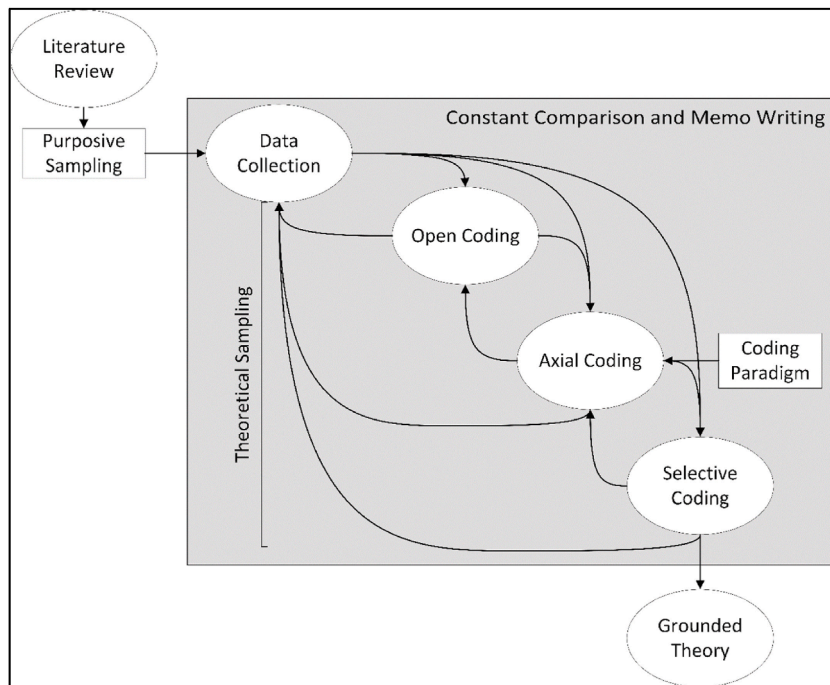 Literature
Review
Constant Comparison and Memo Writing
Purposive
Sampling
Data
Collection
Open Coding
Theoretical Sampling
Axial Coding
Coding
Paradigm
Selective
Coding
Grounded
Theory